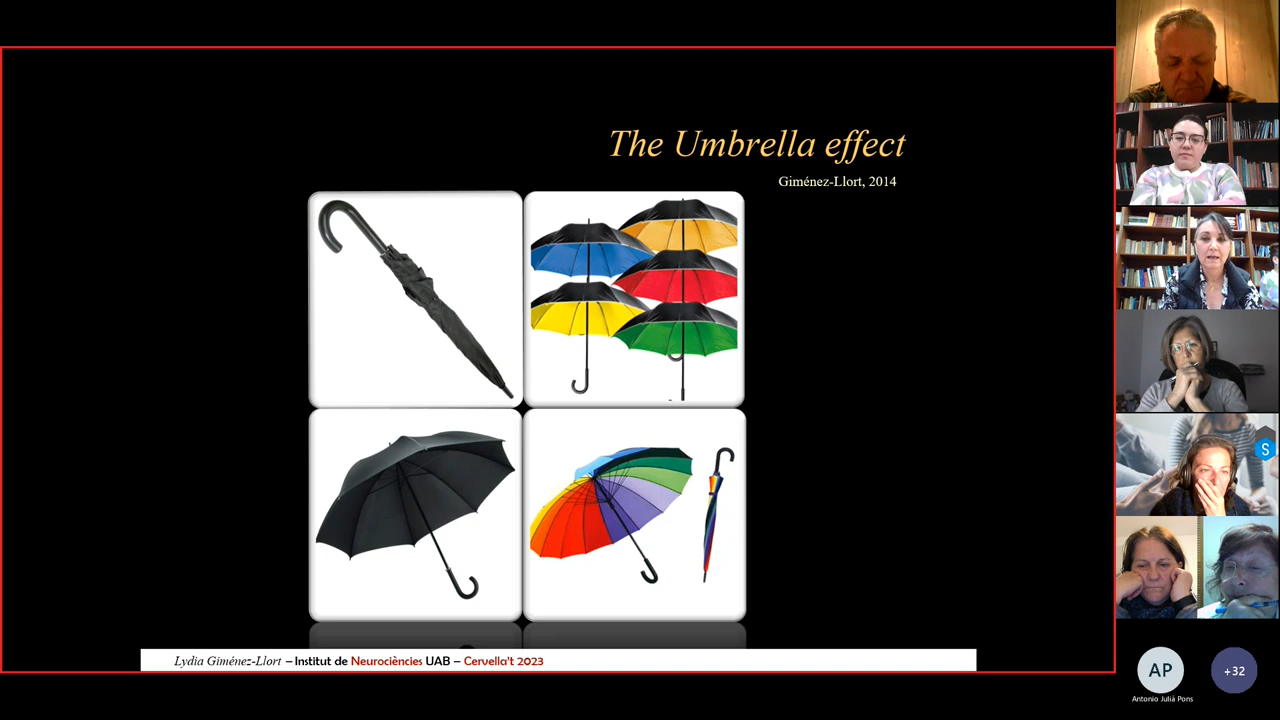 The Umbrella effect
Giménez-Llort, 2014
Lydia Giménez-Llort – Institut de Neurociències UAB – Cervella't 2023
S
AP
+32
Antonio Julià Pons